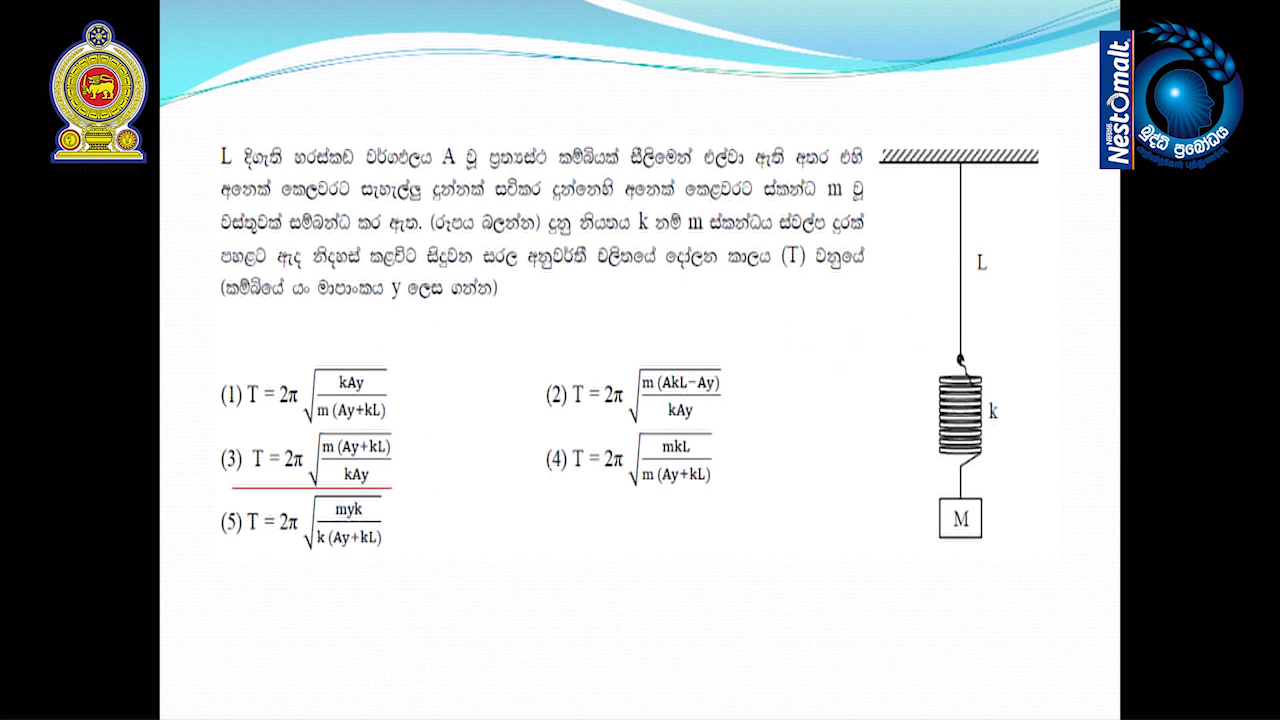 L දිගැති හරස්කඩ වර්ගඵලය A වූ ප්‍රත්‍යස්ථ කම්බියක් සීලිමෙන් එල්වා ඇති අතර එහි
අනෙක් කෙලවරට සැහැල්ලු දුන්නක් සවිකර දුන්නෙහි අනෙක් කෙළවරට ස්කන්ධ m වූ
වස්තුවක් සම්බන්ධ කර ඇත. (රූපය බලන්න) දුනු නියතය k නම් m ස්කන්ධය ස්වල්ප දුරක්
පහළට ඇද නිදහස් කළවිට සිදුවන සරල අනුවර්තී චලිතයේ දෝලන කාලය (T) වනුයේ
(කම්බියේ යං මාපාංකය y ලෙස ගන්න)
(1) T = 2π √(kAy / m (Ay+kL))
(2) T = 2π √(m (AkL−Ay) / kAy)
(3) T = 2π √(m (Ay+kL) / kAy)
(4) T = 2π √(mkL / m (Ay+kL))
(5) T = 2π √(myk / k (Ay+kL))
L
k
M
Nestomalt
බුද්ධි ප්‍රබෝධය